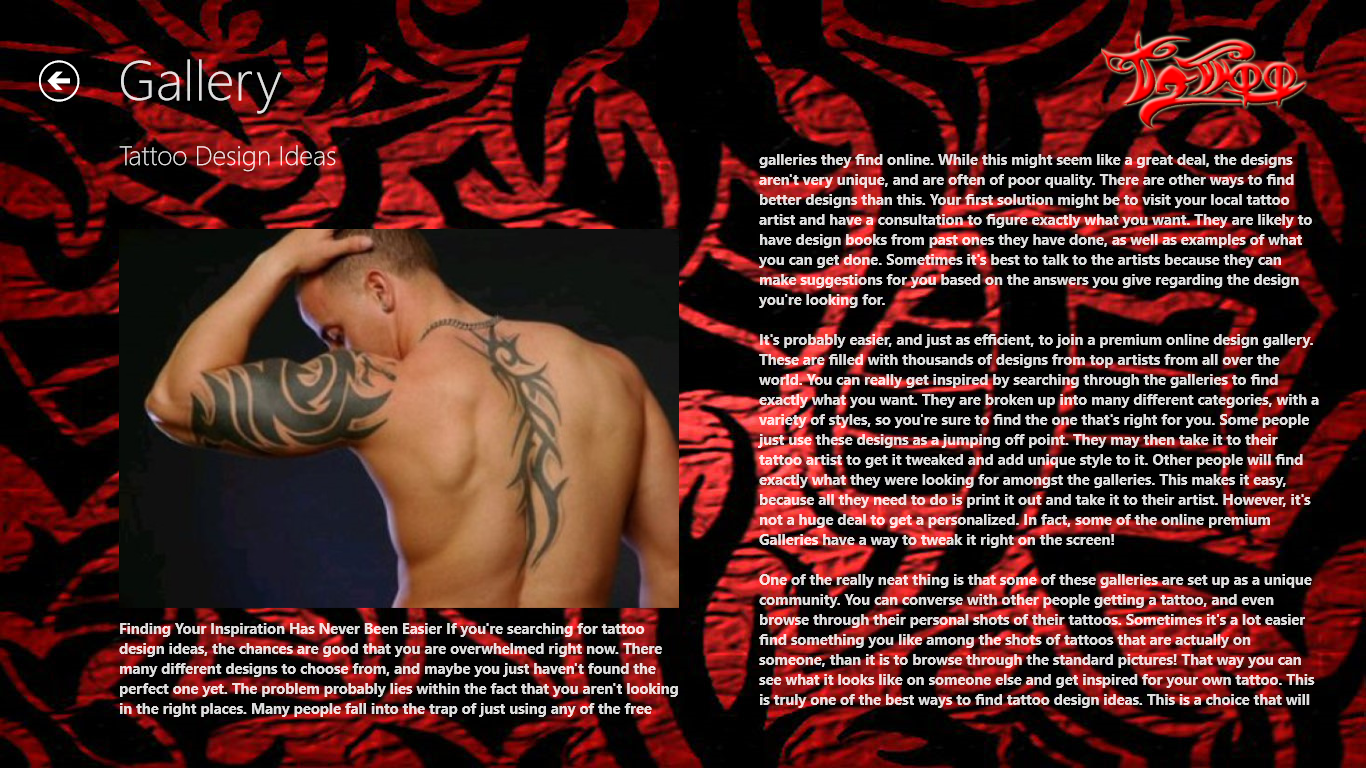 Gallery
Tattoo
Tattoo Design Ideas
Finding Your Inspiration Has Never Been Easier If you're searching for tattoo
design ideas, the chances are good that you are overwhelmed right now. There
many different designs to choose from, and maybe you just haven't found the
perfect one yet. The problem probably lies within the fact that you aren't looking
in the right places. Many people fall into the trap of just using any of the free
galleries they find online. While this might seem like a great deal, the designs
aren't very unique, and are often of poor quality. There are other ways to find
better designs than this. Your first solution might be to visit your local tattoo
artist and have a consultation to figure exactly what you want. They are likely to
have design books from past ones they have done, as well as examples of what
you can get done. Sometimes it's best to talk to the artists because they can
make suggestions for you based on the answers you give regarding the design
you're looking for.
It's probably easier, and just as efficient, to join a premium online design gallery.
These are filled with thousands of designs from top artists from all over the
world. You can really get inspired by searching through the galleries to find
exactly what you want. They are broken up into many different categories, with a
variety of styles, so you're sure to find the one that's right for you. Some people
just use these designs as a jumping off point. They may then take it to their
tattoo artist to get it tweaked and add unique style to it. Other people will find
exactly what they were looking for amongst the galleries. This makes it easy,
because all they need to do is print it out and take it to their artist. However, it's
not a huge deal to get a personalized. In fact, some of the online premium
Galleries have a way to tweak it right on the screen!
One of the really neat thing is that some of these galleries are set up as a unique
community. You can converse with other people getting a tattoo, and even
browse through their personal shots of their tattoos. Sometimes it's a lot easier
find something you like among the shots of tattoos that are actually on
someone, than it is to browse through the standard pictures! That way you can
see what it looks like on someone else and get inspired for your own tattoo. This
is truly one of the best ways to find tattoo design ideas. This is a choice that will